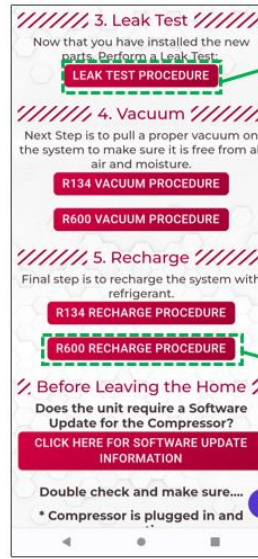 3. Leak Test
Now that you have installed the new
parts. Perform a Leak Test:
LEAK TEST PROCEDURE
4. Vacuum
Next Step is to pull a proper vacuum on
the system to make sure it is free from al
air and moisture.
R134 VACUUM PROCEDURE
R600 VACUUM PROCEDURE
5. Recharge
Final step is to recharge the system with
refrigerant.
R134 RECHARGE PROCEDURE
R600 RECHARGE PROCEDURE
Before Leaving the Home
Does the unit require a Software
Update for the Compressor?
CLICK HERE FOR SOFTWARE UPDATE
INFORMATION
Double check and make sure....
* Compressor is plugged in and